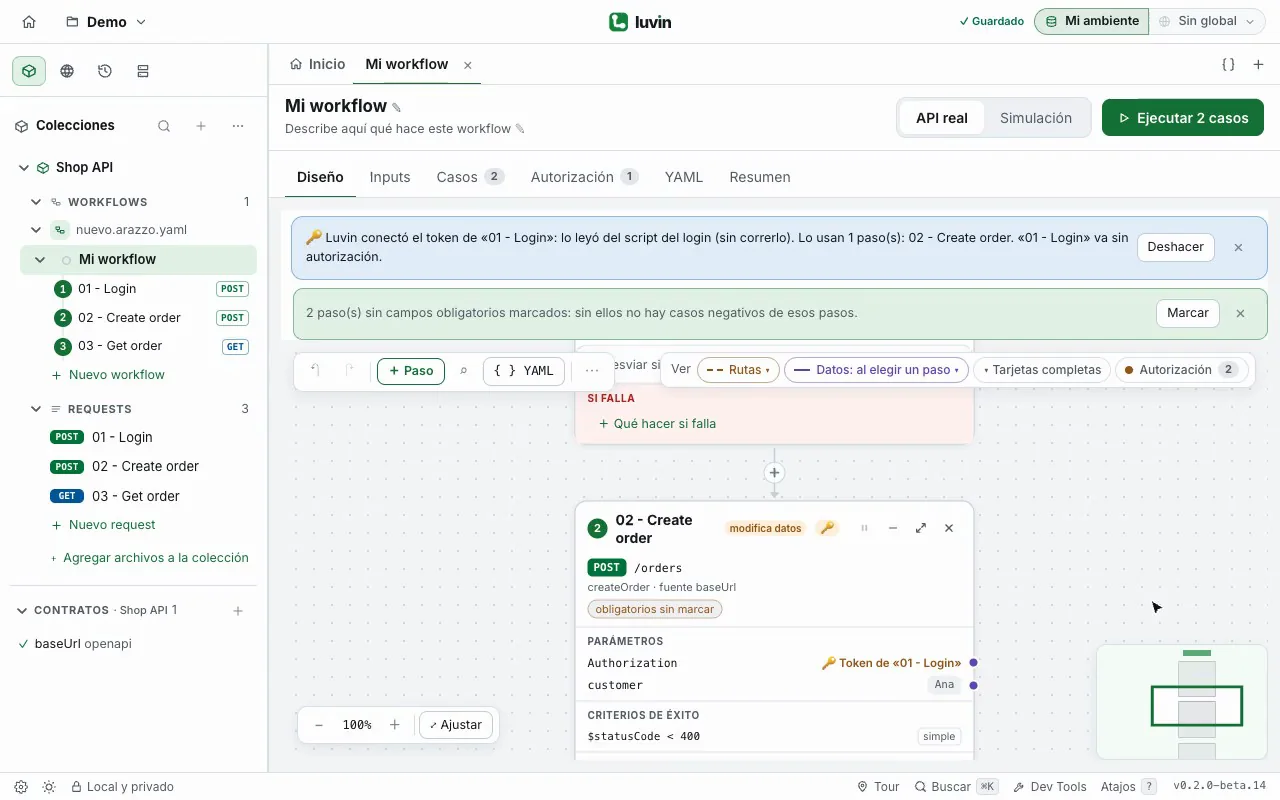 Demo
luvin
✓ Guardado
Mi ambiente
Sin global
Inicio
Mi workflow
{ }
Colecciones
Shop API
WORKFLOWS 1
nuevo.arazzo.yaml
Mi workflow
1 01 - Login POST
2 02 - Create order POST
3 03 - Get order GET
+ Nuevo workflow
REQUESTS 3
POST 01 - Login
POST 02 - Create order
GET 03 - Get order
+ Nuevo request
+ Agregar archivos a la colección
CONTRATOS · Shop API 1
✓ baseUrl openapi
Mi workflow
Describe aquí qué hace este workflow
API real
Simulación
Ejecutar 2 casos
Diseño
Inputs
Casos 2
Autorización 1
YAML
Resumen
🔑 Luvin conectó el token de «01 - Login»: lo leyó del script del login (sin correrlo). Lo usan 1 paso(s): 02 - Create order. «01 - Login» va sin
autorización.
Deshacer
2 paso(s) sin campos obligatorios marcados: sin ellos no hay casos negativos de esos pasos.
Marcar
+ Paso
{ } YAML
esviar si
Ver
Rutas
Datos: al elegir un paso
Tarjetas completas
Autorización 2
SI FALLA
+ Qué hacer si falla
2 02 - Create
order
modifica datos
POST /orders
createOrder · fuente baseUrl
obligatorios sin marcar
PARÁMETROS
Authorization 🔑 Token de «01 - Login»
customer Ana
CRITERIOS DE ÉXITO
$statusCode < 400 simple
− 100% +
Ajustar
Local y privado
Tour
Buscar ⌘K
Dev Tools
Atajos ?
v0.2.0-beta.14